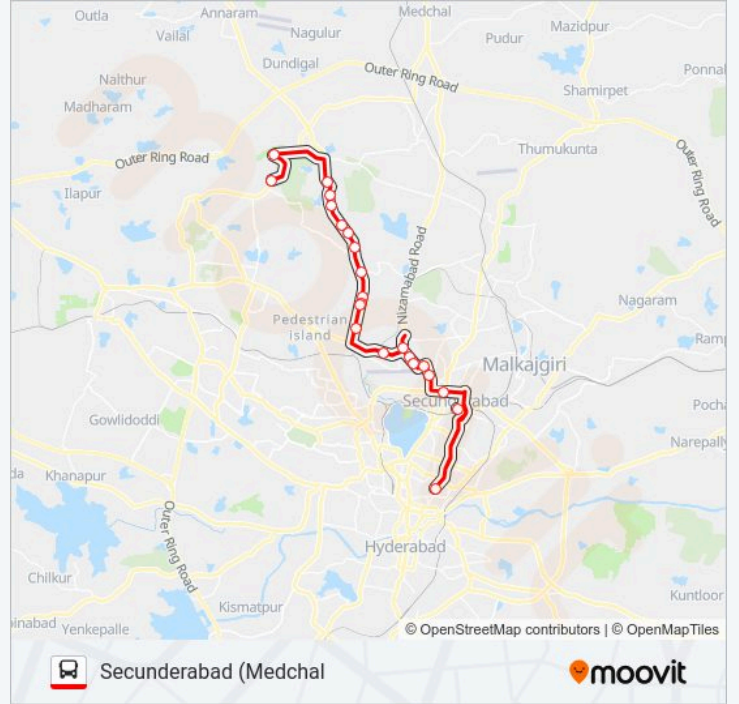 Outla
Annaram
Medchal
Vailal
Nagulur
Pudur
Mazidpur
Dundigal
Outer Ring Road
Ponnal
Nalthur
Shamirpet
Madharam
Outer Ring Road
Thumukunta
Outer Ring Road
Ilapur
Nizamabad Road
Nagaram
Pedestrian
island
Ramp
Malkajgiri
Secunderabad
Gowlidoddi
Pocha
Narepally
da
Khanapur
Outer Ring Road
Hyderabad
Chilkur
Kismatpur
Kuntloor
pinabad
Yenkepalle
© OpenStreetMap contributors | © OpenMapTiles
Secunderabad (Medchal
moovit